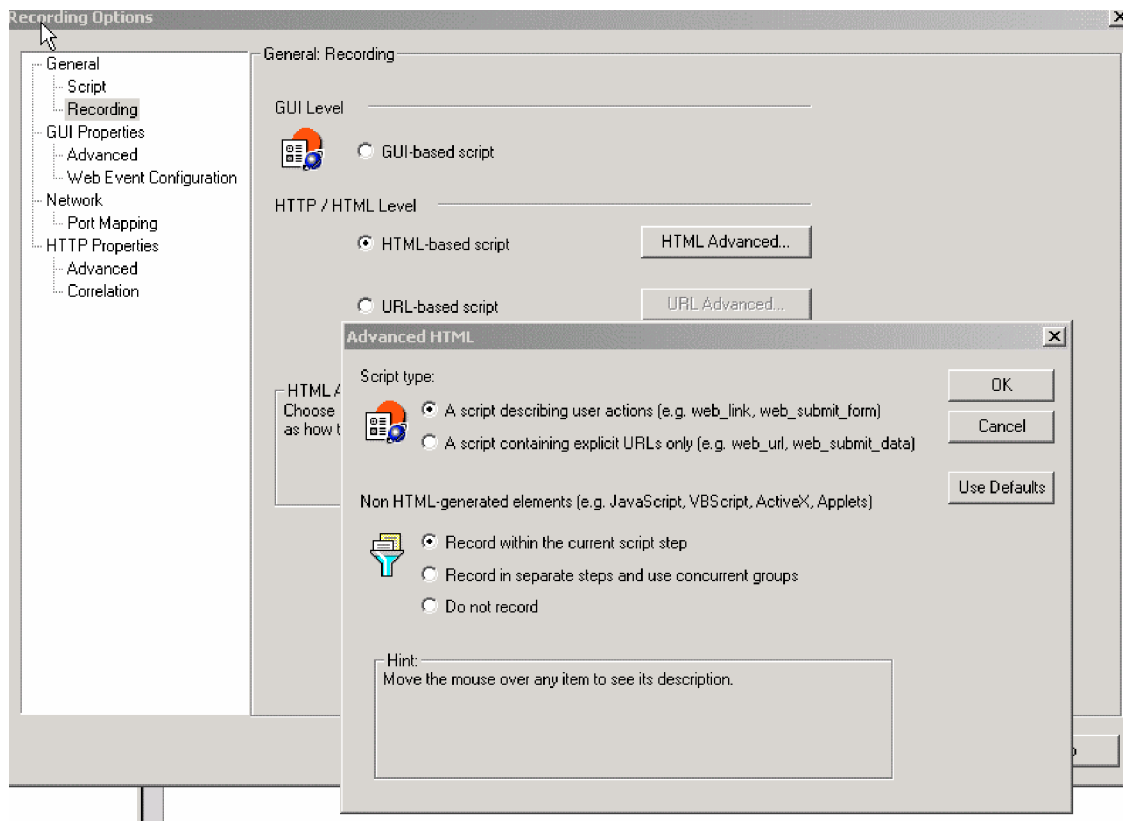 Recording Options
General
Script
Recording
GUI Properties
Advanced
Web Event Configuration
Network
Port Mapping
HTTP Properties
Advanced
Correlation
General: Recording
GUI Level
GUI-based script
HTTP / HTML Level
HTML-based script
HTML Advanced...
URL-based script
URL Advanced...
HTML
Choose
as how
Advanced HTML
Script type:
A script describing user actions (e.g. web_link, web_submit_form)
A script containing explicit URLs only (e.g. web_url, web_submit_data)
OK
Cancel
Use Defaults
Non HTML-generated elements (e.g. JavaScript, VBScript, ActiveX, Applets)
Record within the current script step
Record in separate steps and use concurrent groups
Do not record
Hint:
Move the mouse over any item to see its description.